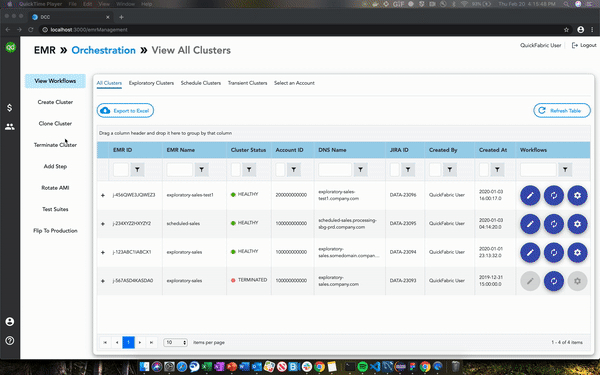 QuickTime Player File Edit View Window Help
Thu Feb 20 4:15:48 PM
DCC
localhost:3000/emrManagement
qd
EMR » Orchestration » View All Clusters
QuickFabric User Logout
View Workflows
Create Cluster
Clone Cluster
Terminate Cluster
Add Step
Rotate AMI
Test Suites
Flip To Production
All Clusters Exploratory Clusters Schedule Clusters Transient Clusters Select an Account
Export to Excel
Refresh Table
Drag a column header and drop it here to group by that column
EMR ID EMR Name Cluster Status Account ID DNS Name JIRA ID Created By Created At Workflows
j-456QWE3JQWEZ3 exploratory-sales-test1 HEALTHY 200000000000 exploratory-sales-test1.company.com DATA-23096 QuickFabric User 2020-01-03 16:00:17.0
j-234XYZ2HXYZY2 scheduled-sales HEALTHY 100000000000 scheduled-sales.processing-sbg-prd.company.com DATA-23095 QuickFabric User 2020-01-03 04:14:20.0
j-123ABC1IABCX1 exploratory-sales HEALTHY 100000000000 exploratory-sales.somedomain.compan... DATA-23094 QuickFabric User 2020-01-01 23:13:32.0
j-567ASD4KASDA0 exploratory-sales TERMINATED 100000000000 exploratory-sales.company.com DATA-23093 QuickFabric User 2019-12-31 15:00:00.0
1 10 items per page
1 - 4 of 4 items